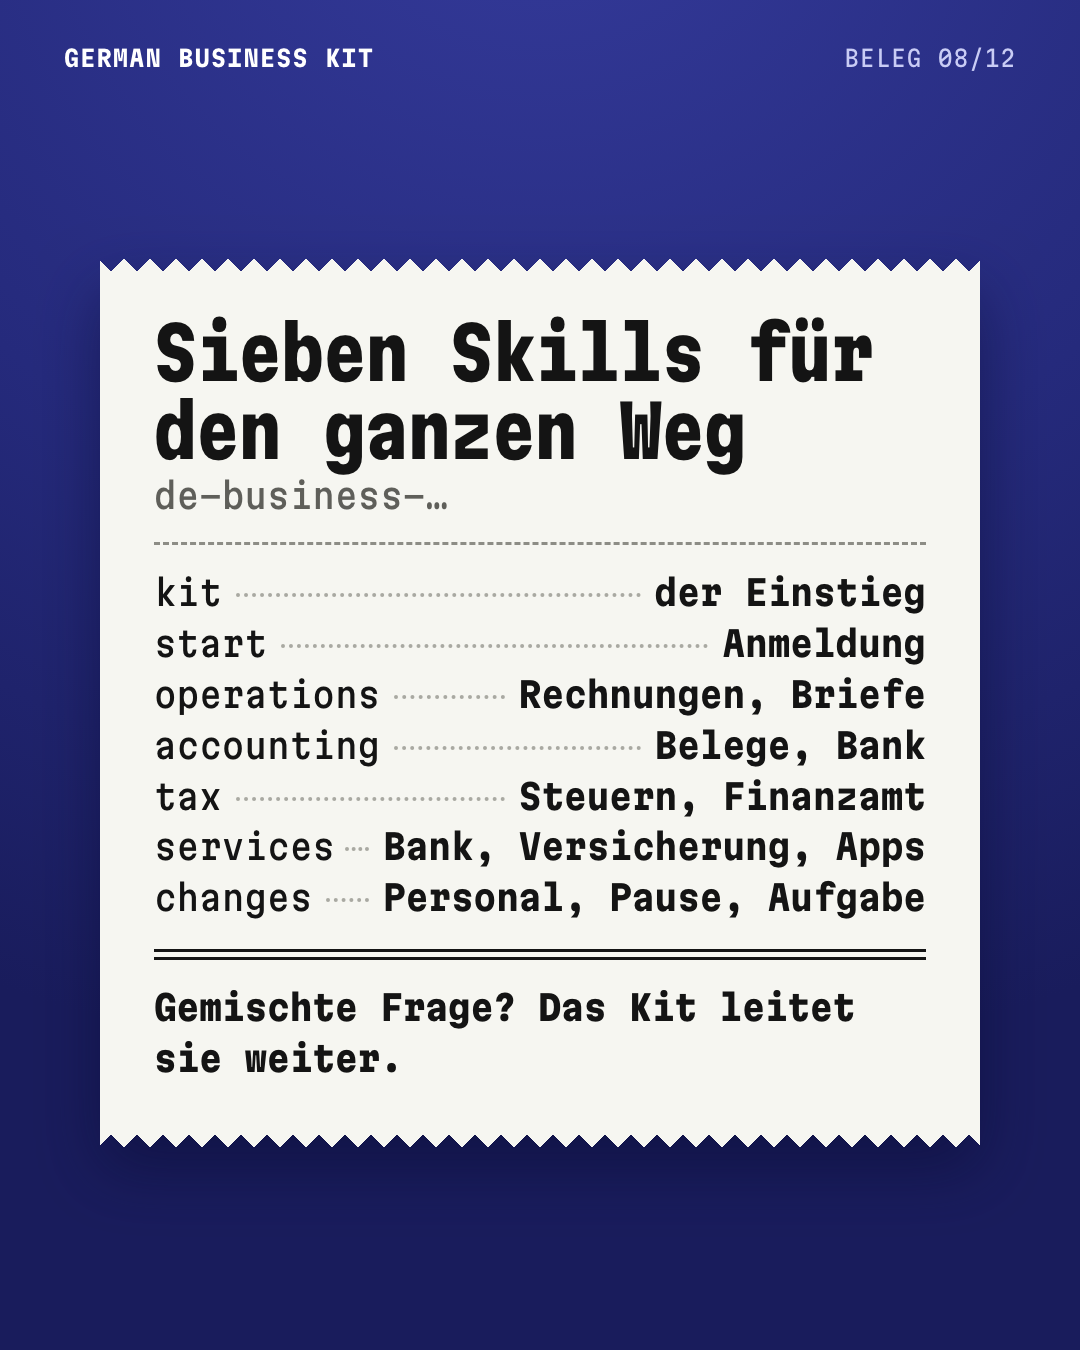 GERMAN BUSINESS KIT
BELEG 08/12
Sieben Skills für
den ganzen Weg
de-business-…
kit der Einstieg
start Anmeldung
operations Rechnungen, Briefe
accounting Belege, Bank
tax Steuern, Finanzamt
services Bank, Versicherung, Apps
changes Personal, Pause, Aufgabe
Gemischte Frage? Das Kit leitet
sie weiter.